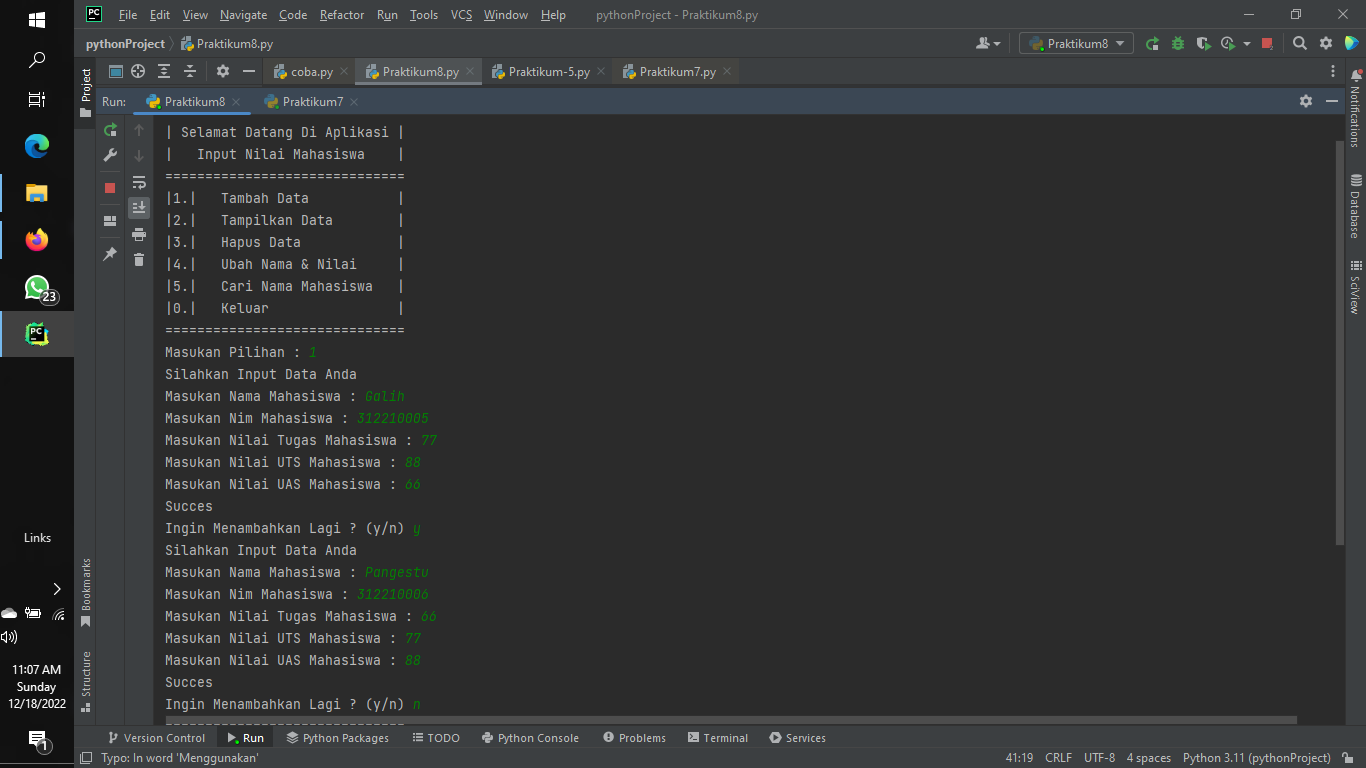 File Edit View Navigate Code Refactor Run Tools VCS Window Help pythonProject - Praktikum8.py
pythonProject Praktikum8.py Praktikum8
coba.py Praktikum8.py Praktikum-5.py Praktikum7.py
Run: Praktikum8 Praktikum7
| Selamat Datang Di Aplikasi |
|   Input Nilai Mahasiswa    |
==============================
|1.|   Tambah Data           |
|2.|   Tampilkan Data        |
|3.|   Hapus Data            |
|4.|   Ubah Nama & Nilai     |
|5.|   Cari Nama Mahasiswa   |
|0.|   Keluar                |
==============================
Masukan Pilihan : 1
Silahkan Input Data Anda
Masukan Nama Mahasiswa : Galih
Masukan Nim Mahasiswa : 312210005
Masukan Nilai Tugas Mahasiswa : 77
Masukan Nilai UTS Mahasiswa : 88
Masukan Nilai UAS Mahasiswa : 66
Succes
Ingin Menambahkan Lagi ? (y/n) y
Silahkan Input Data Anda
Masukan Nama Mahasiswa : Pangestu
Masukan Nim Mahasiswa : 312210006
Masukan Nilai Tugas Mahasiswa : 66
Masukan Nilai UTS Mahasiswa : 77
Masukan Nilai UAS Mahasiswa : 88
Succes
Ingin Menambahkan Lagi ? (y/n) n
==============================
Version Control Run Python Packages TODO Python Console Problems Terminal Services
Typo: In word 'Menggunakan' 41:19 CRLF UTF-8 4 spaces Python 3.11 (pythonProject)
Project
Bookmarks
Structure
Notifications
Database
SciView
PC
23
PC
Links
11:07 AM
Sunday
12/18/2022
1